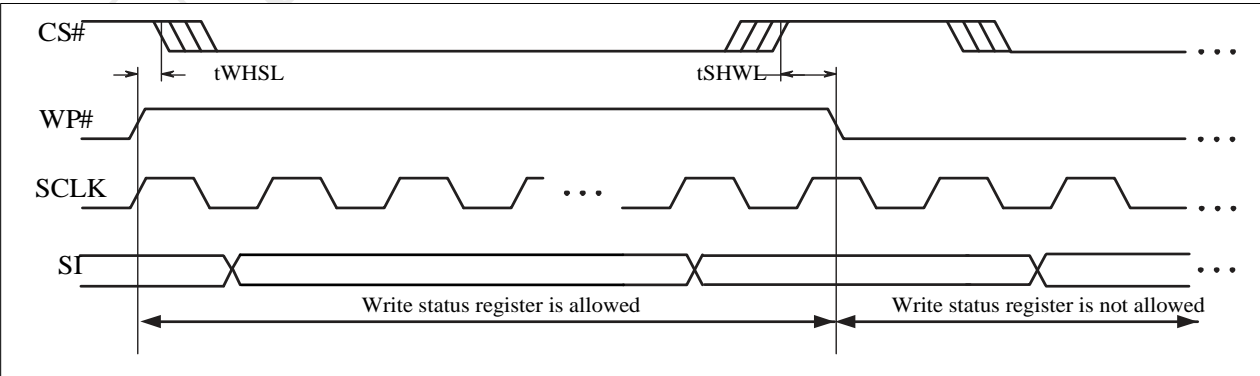 CS#
tWHSL
tSHWL
WP#
SCLK
SI
Write status register is allowed
Write status register is not allowed